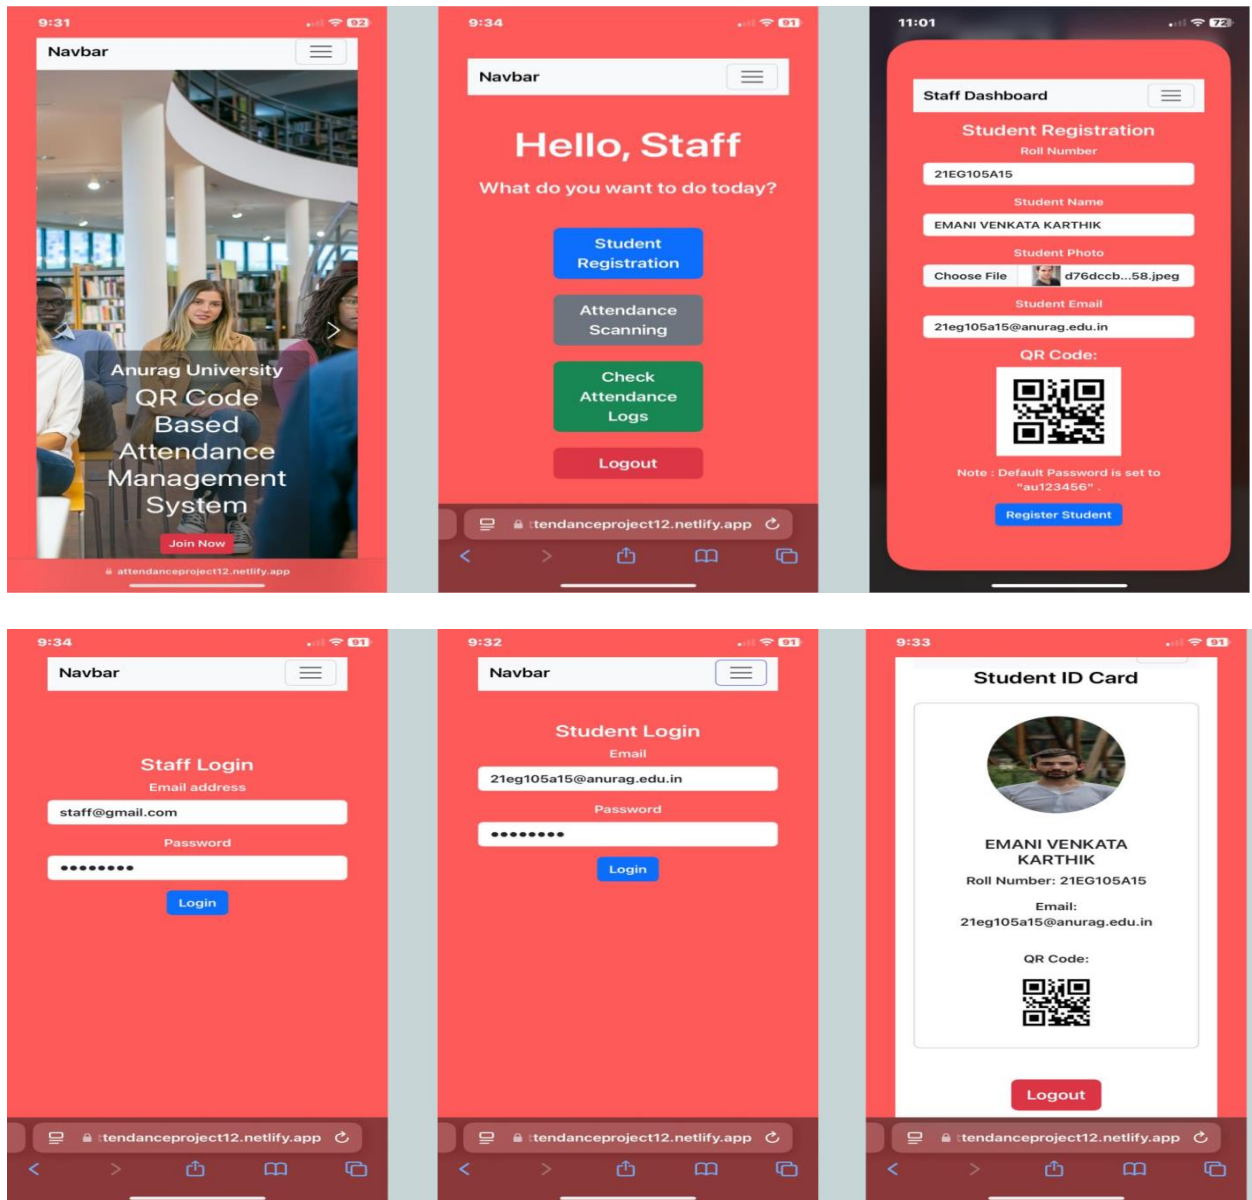 9:31
92
Navbar
Anurag University
QR Code
Based
Attendance
Management
System
Join Now
attendanceproject12.netlify.app
9:34
91
Navbar
Hello, Staff
What do you want to do today?
Student
Registration
Attendance
Scanning
Check
Attendance
Logs
Logout
tendanceproject12.netlify.app
11:01
72
Staff Dashboard
Student Registration
Roll Number
21EG105A15
Student Name
EMANI VENKATA KARTHIK
Student Photo
Choose File d76dccb...58.jpeg
Student Email
21eg105a15@anurag.edu.in
QR Code:
Note : Default Password is set to
"au123456" .
Register Student
9:34
91
Navbar
Staff Login
Email address
staff@gmail.com
Password
Login
tendanceproject12.netlify.app
9:32
91
Navbar
Student Login
Email
21eg105a15@anurag.edu.in
Password
Login
tendanceproject12.netlify.app
9:33
91
Student ID Card
EMANI VENKATA
KARTHIK
Roll Number: 21EG105A15
Email:
21eg105a15@anurag.edu.in
QR Code:
Logout
tendanceproject12.netlify.app